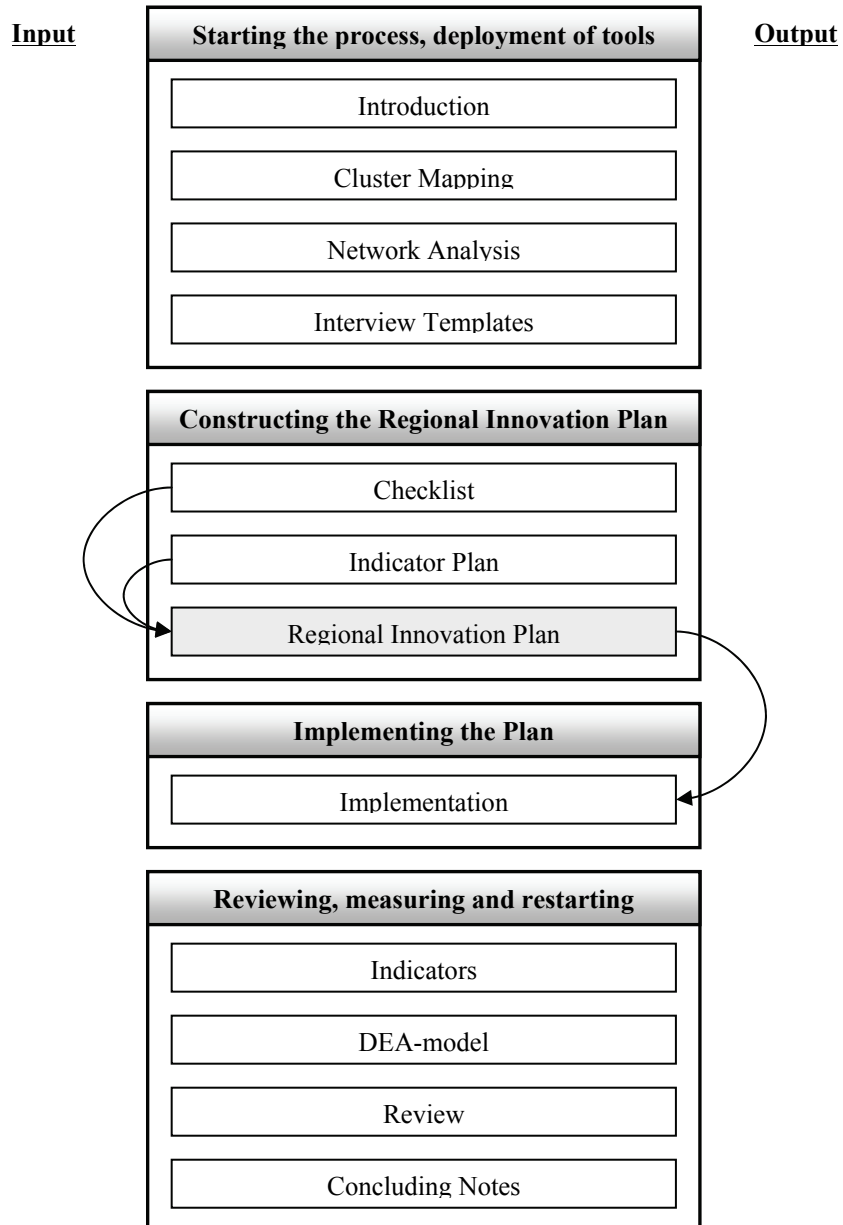 Input
Starting the process, deployment of tools
Output
Introduction
Cluster Mapping
Network Analysis
Interview Templates
Constructing the Regional Innovation Plan
Checklist
Indicator Plan
Regional Innovation Plan
Implementing the Plan
Implementation
Reviewing, measuring and restarting
Indicators
DEA-model
Review
Concluding Notes